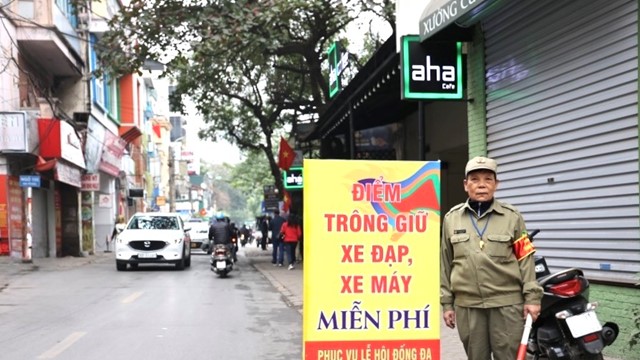 XƯỞNG
aha
Cafe
ĐIỂM
TRÔNG GIỮ
XE ĐẠP,
XE MÁY
MIỄN PHÍ
PHỤC VỤ LỄ HỘI ĐỐNG ĐA